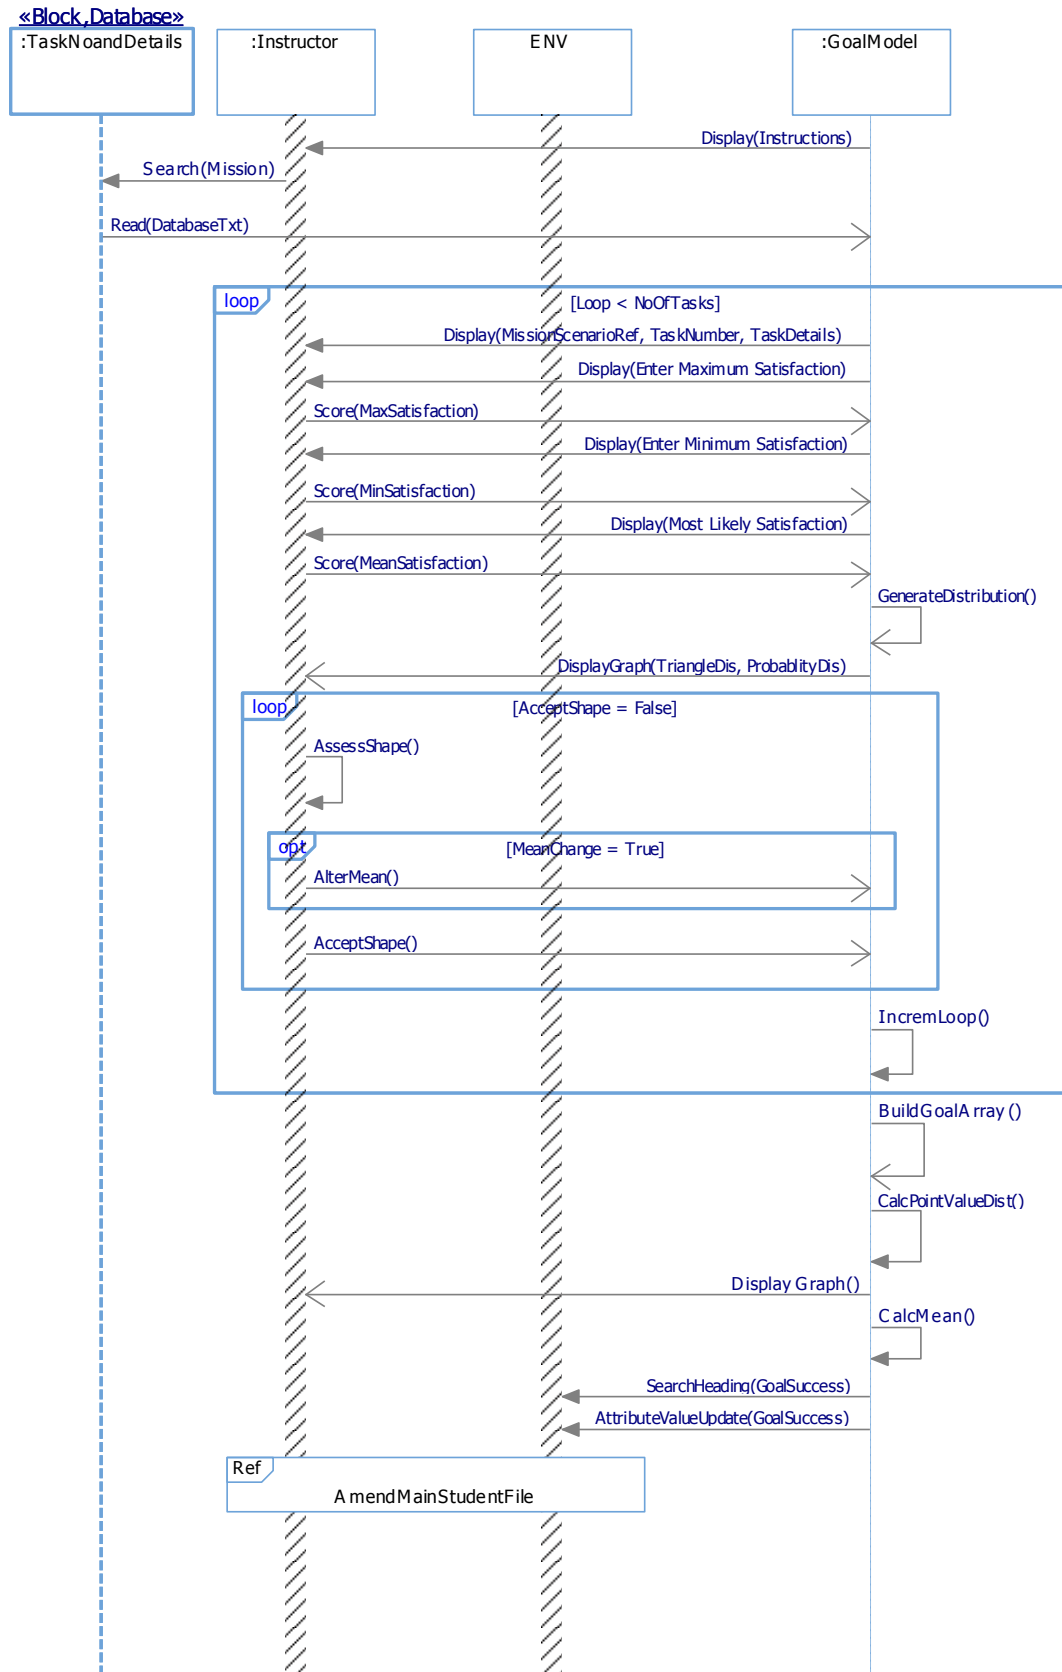 «Block,Database»
:TaskNoandDetails
:Instructor
ENV
:GoalModel
Display(Instructions)
Search(Mission)
Read(DatabaseTxt)
loop
[Loop < NoOfTasks]
Display(MissionScenarioRef, TaskNumber, TaskDetails)
Display(Enter Maximum Satisfaction)
Score(MaxSatisfaction)
Display(Enter Minimum Satisfaction)
Score(MinSatisfaction)
Display(Most Likely Satisfaction)
Score(MeanSatisfaction)
GenerateDistribution()
DisplayGraph(TriangleDis, ProbablityDis)
loop
[AcceptShape = False]
AssessShape()
opt
[MeanChange = True]
AlterMean()
AcceptShape()
IncremLoop()
BuildGoalArray()
CalcPointValueDist()
Display Graph()
CalcMean()
SearchHeading(GoalSuccess)
AttributeValueUpdate(GoalSuccess)
Ref
AmendMainStudentFile